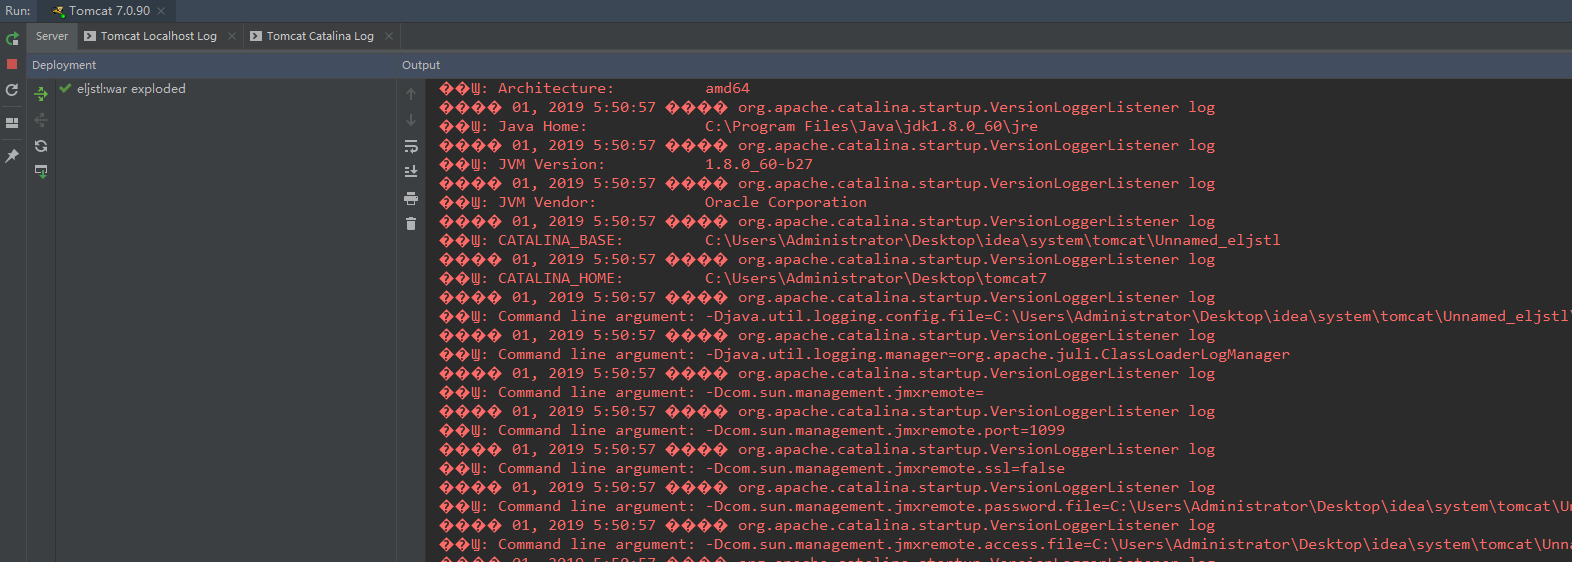 Run: Tomcat 7.0.90
Server Tomcat Localhost Log Tomcat Catalina Log
Deployment Output
eljstl:war exploded
��Ϣ: Architecture: amd64
���� 01, 2019 5:50:57 ���� org.apache.catalina.startup.VersionLoggerListener log
��Ϣ: Java Home: C:\Program Files\Java\jdk1.8.0_60\jre
���� 01, 2019 5:50:57 ���� org.apache.catalina.startup.VersionLoggerListener log
��Ϣ: JVM Version: 1.8.0_60-b27
���� 01, 2019 5:50:57 ���� org.apache.catalina.startup.VersionLoggerListener log
��Ϣ: JVM Vendor: Oracle Corporation
���� 01, 2019 5:50:57 ���� org.apache.catalina.startup.VersionLoggerListener log
��Ϣ: CATALINA_BASE: C:\Users\Administrator\Desktop\idea\system\tomcat\Unnamed_eljstl
���� 01, 2019 5:50:57 ���� org.apache.catalina.startup.VersionLoggerListener log
��Ϣ: CATALINA_HOME: C:\Users\Administrator\Desktop\tomcat7
���� 01, 2019 5:50:57 ���� org.apache.catalina.startup.VersionLoggerListener log
��Ϣ: Command line argument: -Djava.util.logging.config.file=C:\Users\Administrator\Desktop\idea\system\tomcat\Unnamed_eljstl\
���� 01, 2019 5:50:57 ���� org.apache.catalina.startup.VersionLoggerListener log
��Ϣ: Command line argument: -Djava.util.logging.manager=org.apache.juli.ClassLoaderLogManager
���� 01, 2019 5:50:57 ���� org.apache.catalina.startup.VersionLoggerListener log
��Ϣ: Command line argument: -Dcom.sun.management.jmxremote=
���� 01, 2019 5:50:57 ���� org.apache.catalina.startup.VersionLoggerListener log
��Ϣ: Command line argument: -Dcom.sun.management.jmxremote.port=1099
���� 01, 2019 5:50:57 ���� org.apache.catalina.startup.VersionLoggerListener log
��Ϣ: Command line argument: -Dcom.sun.management.jmxremote.ssl=false
���� 01, 2019 5:50:57 ���� org.apache.catalina.startup.VersionLoggerListener log
��Ϣ: Command line argument: -Dcom.sun.management.jmxremote.password.file=C:\Users\Administrator\Desktop\idea\system\tomcat\Un
���� 01, 2019 5:50:57 ���� org.apache.catalina.startup.VersionLoggerListener log
��Ϣ: Command line argument: -Dcom.sun.management.jmxremote.access.file=C:\Users\Administrator\Desktop\idea\system\tomcat\Unna
���� 01, 2019 5:50:57 ���� org.apache.catalina.startup.VersionLoggerListener log